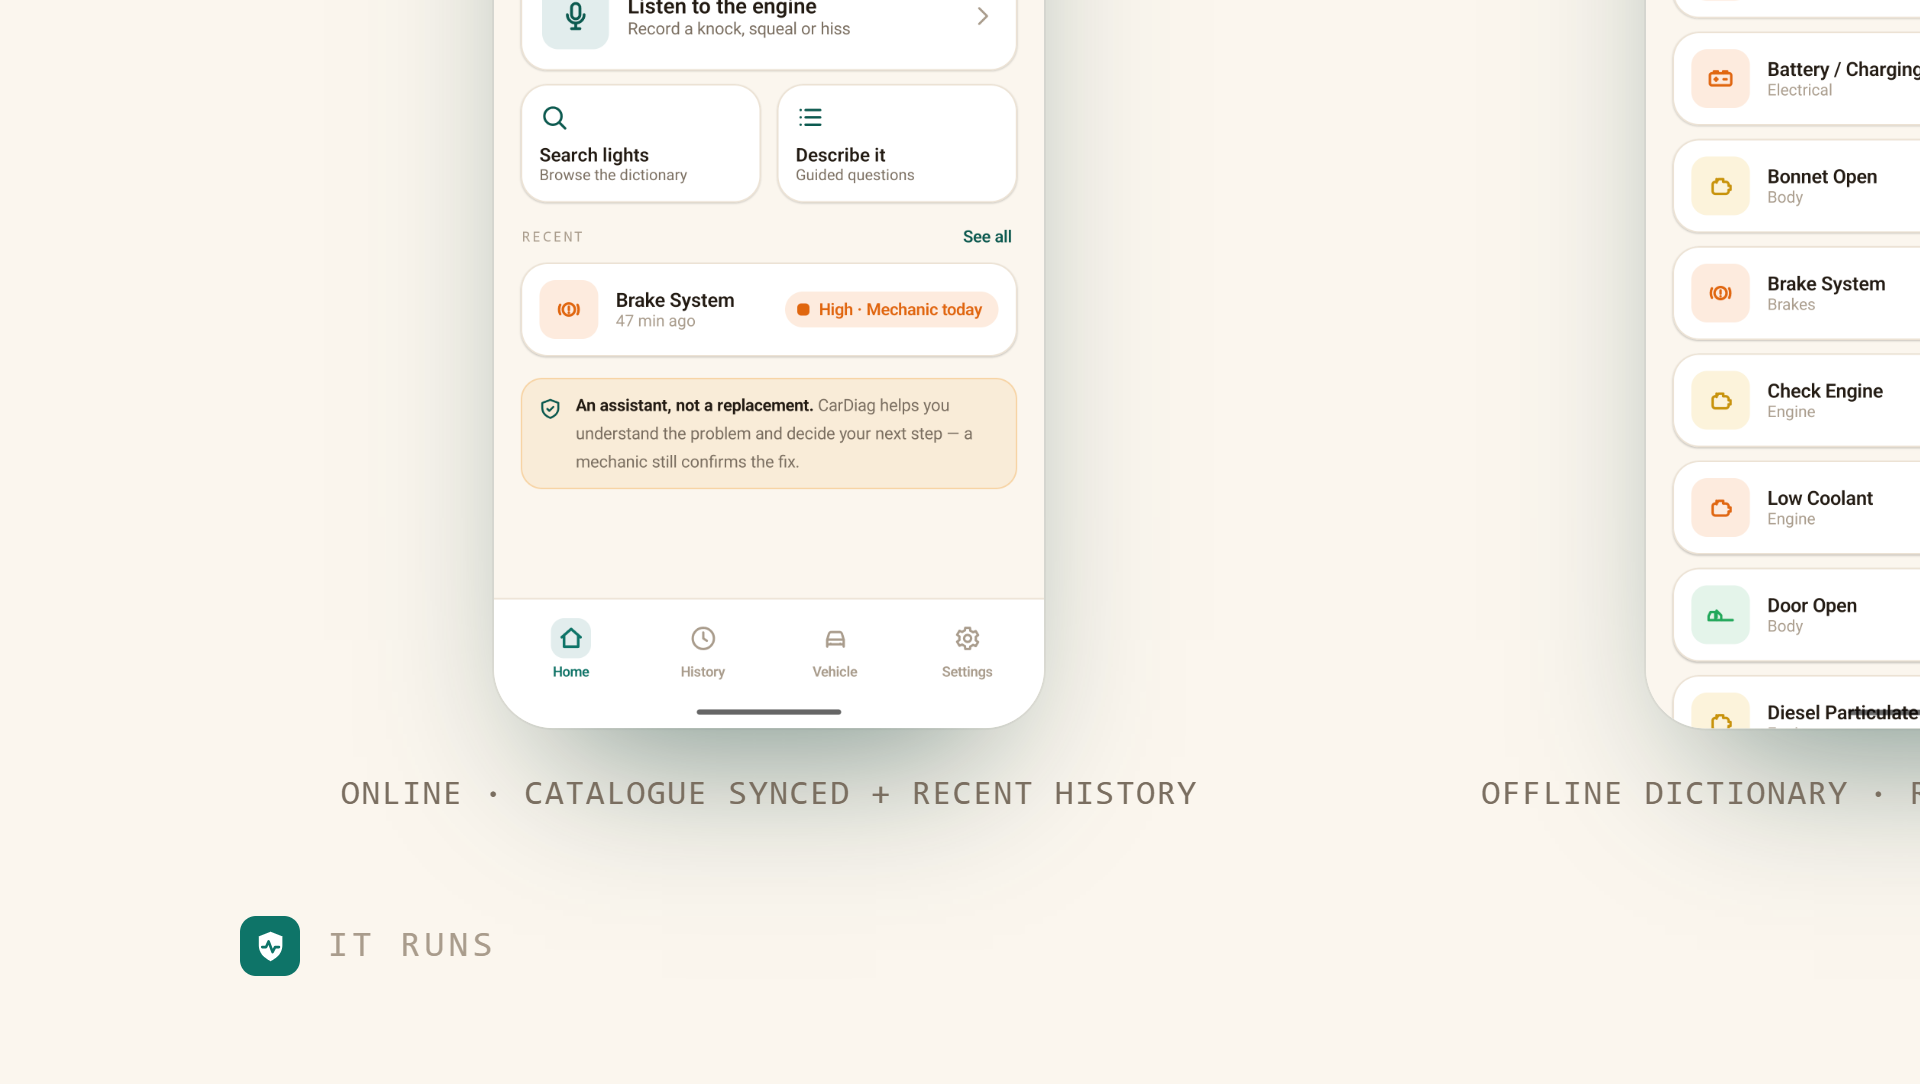 Listen to the engine
Record a knock, squeal or hiss
Search lights
Browse the dictionary
Describe it
Guided questions
RECENT
See all
Brake System
47 min ago
High · Mechanic today
An assistant, not a replacement. CarDiag helps you
understand the problem and decide your next step — a
mechanic still confirms the fix.
Home
History
Vehicle
Settings
ONLINE · CATALOGUE SYNCED + RECENT HISTORY
Battery / Charging
Electrical
Bonnet Open
Body
Brake System
Brakes
Check Engine
Engine
Low Coolant
Engine
Door Open
Body
Diesel Particulate
OFFLINE DICTIONARY ·
IT RUNS